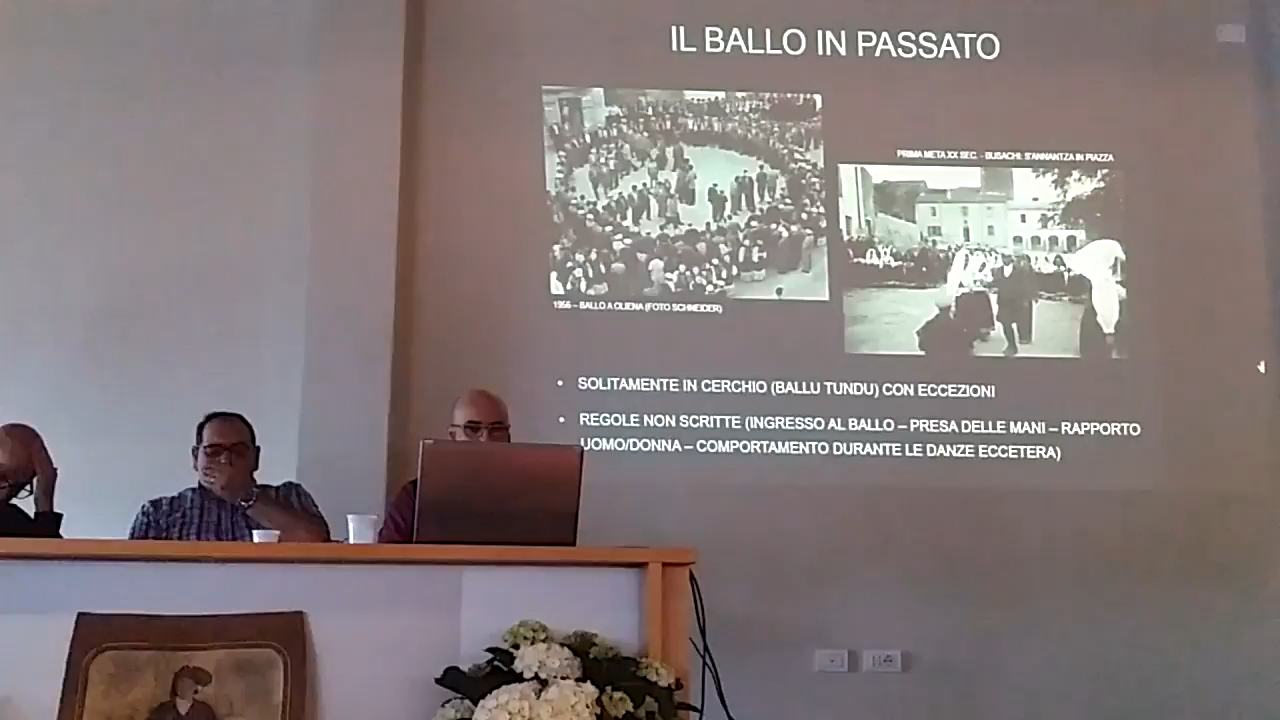 IL BALLO IN PASSATO
PRIMA META XX SEC. - BUSACHI: S'ANNANTZA IN PIAZZA
1956 – BALLO A OLIENA (FOTO SCHNEIDER)
• SOLITAMENTE IN CERCHIO (BALLU TUNDU) CON ECCEZIONI
• REGOLE NON SCRITTE (INGRESSO AL BALLO – PRESA DELLE MANI – RAPPORTO
UOMO/DONNA – COMPORTAMENTO DURANTE LE DANZE ECCETERA)